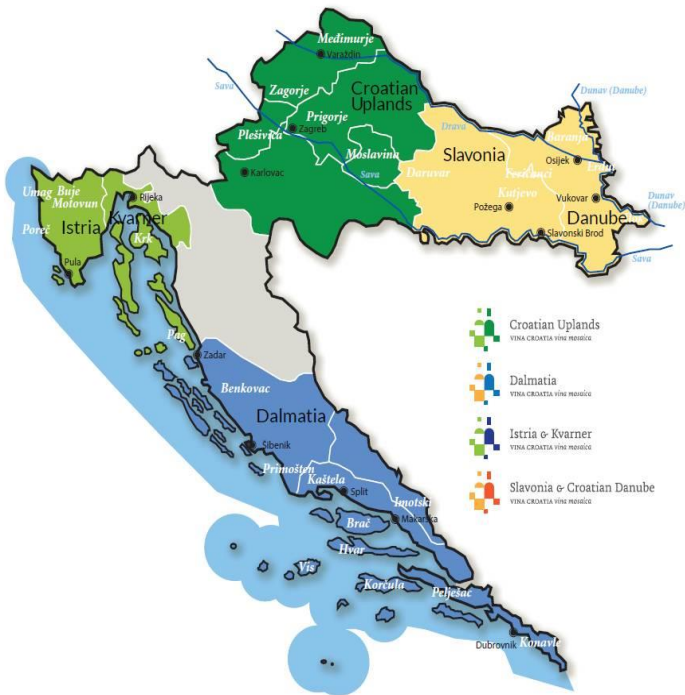 Međimurje
Varaždin
Zagorje
Croatian
Uplands
Sava
Prigorje
Plešivica
Zagreb
Moslavina
Karlovac
Sava
Dunav (Danube)
Drava
Baranja
Slavonia
Osijek
Erdut
Daruvar
Feričanci
Kutjevo
Vukovar
Dunav
(Danube)
Požega
Danube
Slavonski Brod
Sava
Umag
Buje
Motovun
Rijeka
Kvarner
Poreč
Istria
Krk
Pula
Pag
Zadar
Benkovac
Dalmatia
Šibenik
Primošten
Kaštela
Split
Imotski
Brač
Makarska
Hvar
Vis
Korčula
Pelješac
Dubrovnik
Konavle
Croatian Uplands
VINA CROATIA vina mosaica
Dalmatia
VINA CROATIA vina mosaica
Istria & Kvarner
VINA CROATIA vina mosaica
Slavonia & Croatian Danube
VINA CROATIA vina mosaica